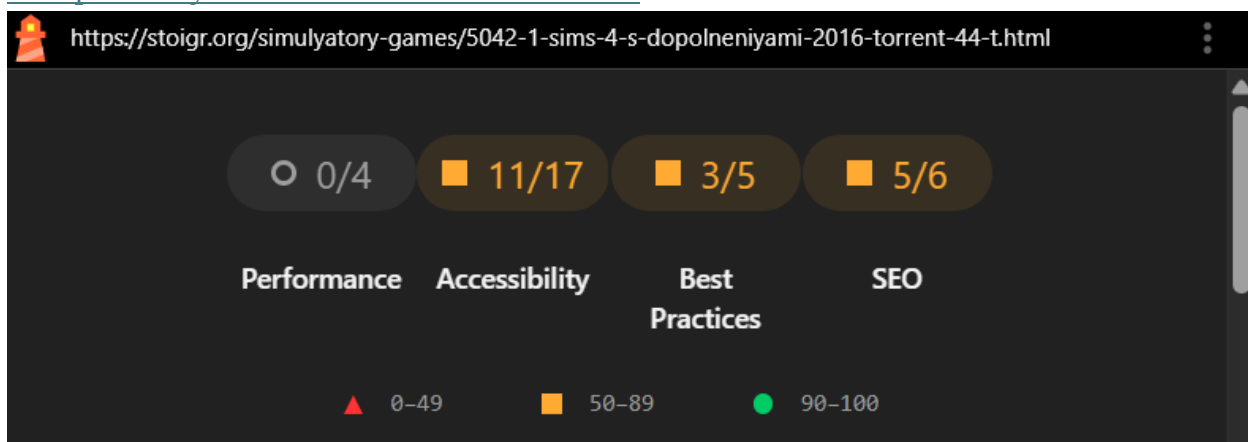 https://stoigr.org/simulyatory-games/5042-1-sims-4-s-dopolneniyami-2016-torrent-44-t.html
0/4 11/17 3/5 5/6
Performance Accessibility Best Practices SEO
0–49 50–89 90–100